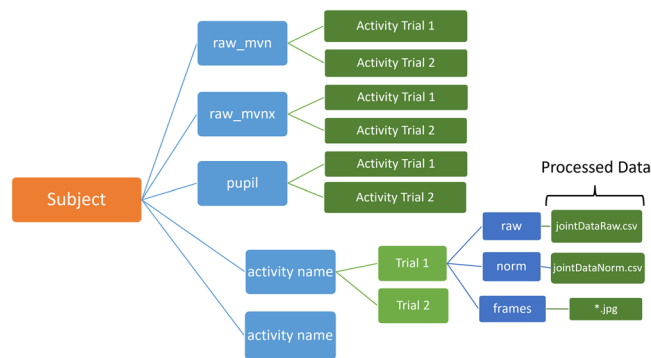 Subject
raw_mvn
Activity Trial 1
Activity Trial 2
raw_mvnx
Activity Trial 1
Activity Trial 2
pupil
Activity Trial 1
Activity Trial 2
activity name
Trial 1
Processed Data
raw
jointDataRaw.csv
norm
jointDataNorm.csv
frames
*.jpg
Trial 2
activity name